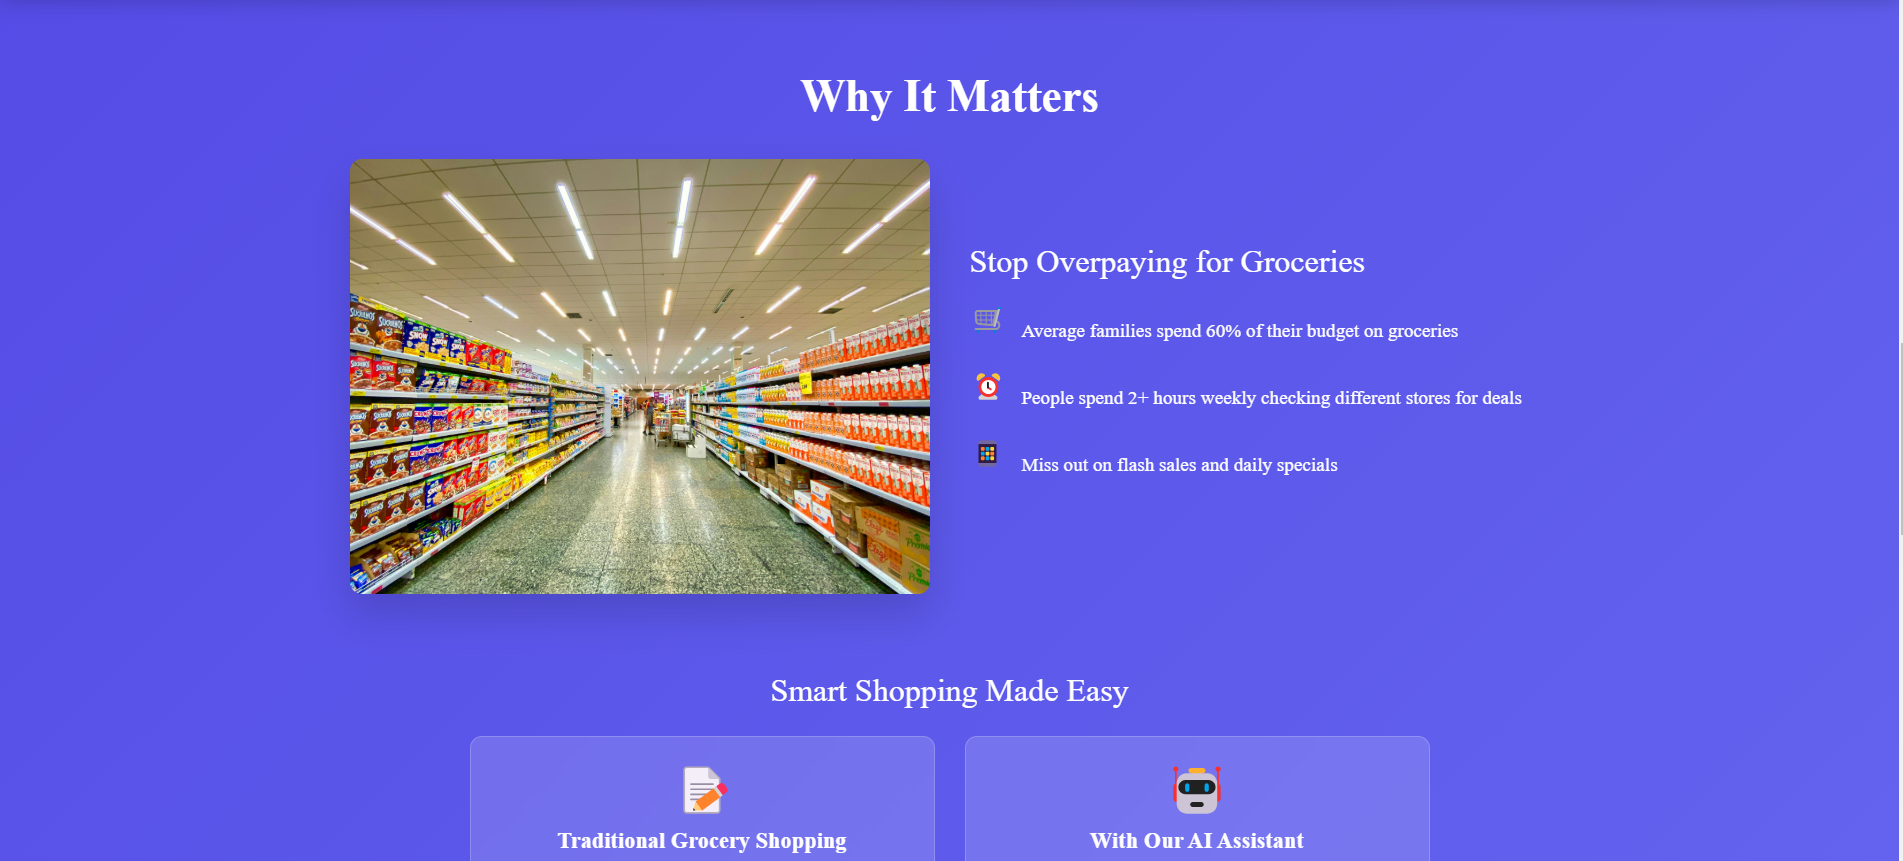 Why It Matters
Stop Overpaying for Groceries
Average families spend 60% of their budget on groceries
People spend 2+ hours weekly checking different stores for deals
Miss out on flash sales and daily specials
Smart Shopping Made Easy
Traditional Grocery Shopping
With Our AI Assistant